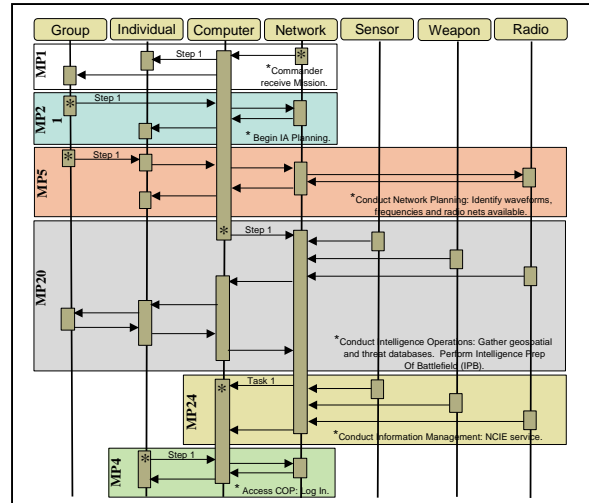 Group Individual Computer Network Sensor Weapon Radio
MP1
Step 1
*
*Commander
receive Mission.
MP2
1
*
Step 1
* Begin IA Planning.
MP5
*
Step 1
*Conduct Network Planning: Identify waveforms,
frequencies and radio nets available.
MP20
*
Step 1
*Conduct Intelligence Operations: Gather geospatial
and threat databases. Perform Intelligence Prep
Of Battlefield (IPB).
MP24
*
Task 1
*Conduct Information Management: NCIE service.
MP4
*
Step 1
*
* Access COP: Log In.